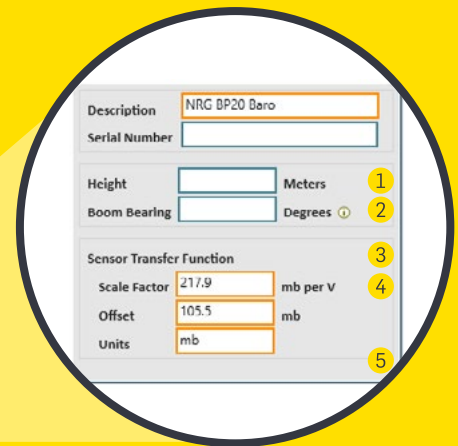 Description NRG BP20 Baro
Serial Number
Height Meters 1
Boom Bearing Degrees 2
Sensor Transfer Function 3
Scale Factor 217.9 mb per V 4
Offset 105.5 mb
Units mb
5